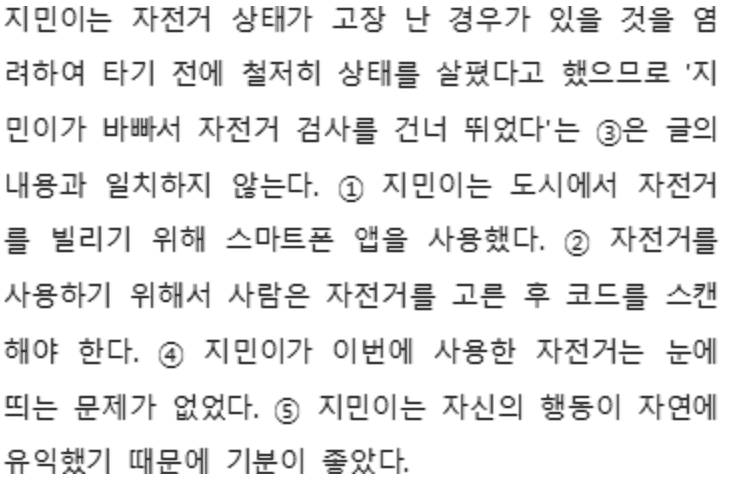 지민이는 자전거 상태가 고장 난 경우가 있을 것을 염
려하여 타기 전에 철저히 상태를 살폈다고 했으므로 '지
민이가 바빠서 자전거 검사를 건너 뛰었다'는 ③은 글의
내용과 일치하지 않는다. ① 지민이는 도시에서 자전거
를 빌리기 위해 스마트폰 앱을 사용했다. ② 자전거를
사용하기 위해서 사람은 자전거를 고른 후 코드를 스캔
해야 한다. ④ 지민이가 이번에 사용한 자전거는 눈에
띄는 문제가 없었다. ⑤ 지민이는 자신의 행동이 자연에
유익했기 때문에 기분이 좋았다.